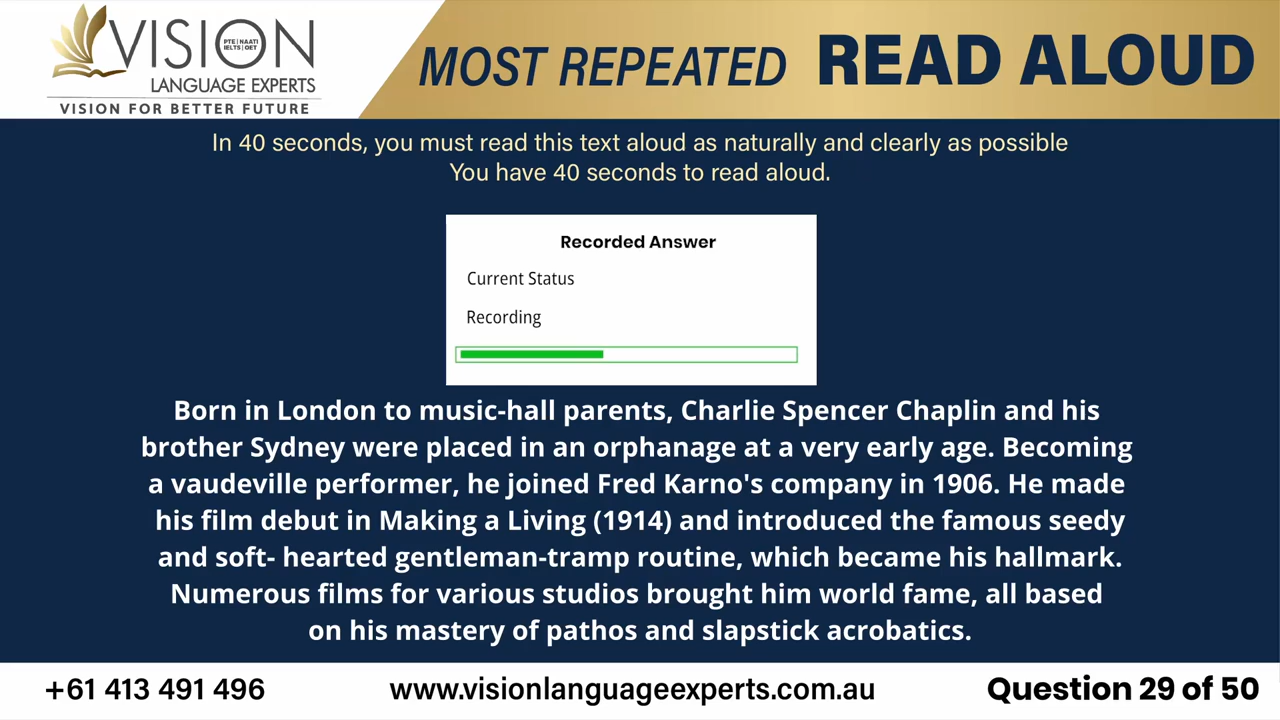 VISION
PTE | NAATI
IELTS | OET
LANGUAGE EXPERTS
VISION FOR BETTER FUTURE
MOST REPEATED READ ALOUD
In 40 seconds, you must read this text aloud as naturally and clearly as possible
You have 40 seconds to read aloud.
Recorded Answer
Current Status
Recording
Born in London to music-hall parents, Charlie Spencer Chaplin and his
brother Sydney were placed in an orphanage at a very early age. Becoming
a vaudeville performer, he joined Fred Karno's company in 1906. He made
his film debut in Making a Living (1914) and introduced the famous seedy
and soft- hearted gentleman-tramp routine, which became his hallmark.
Numerous films for various studios brought him world fame, all based
on his mastery of pathos and slapstick acrobatics.
+61 413 491 496
www.visionlanguageexperts.com.au
Question 29 of 50